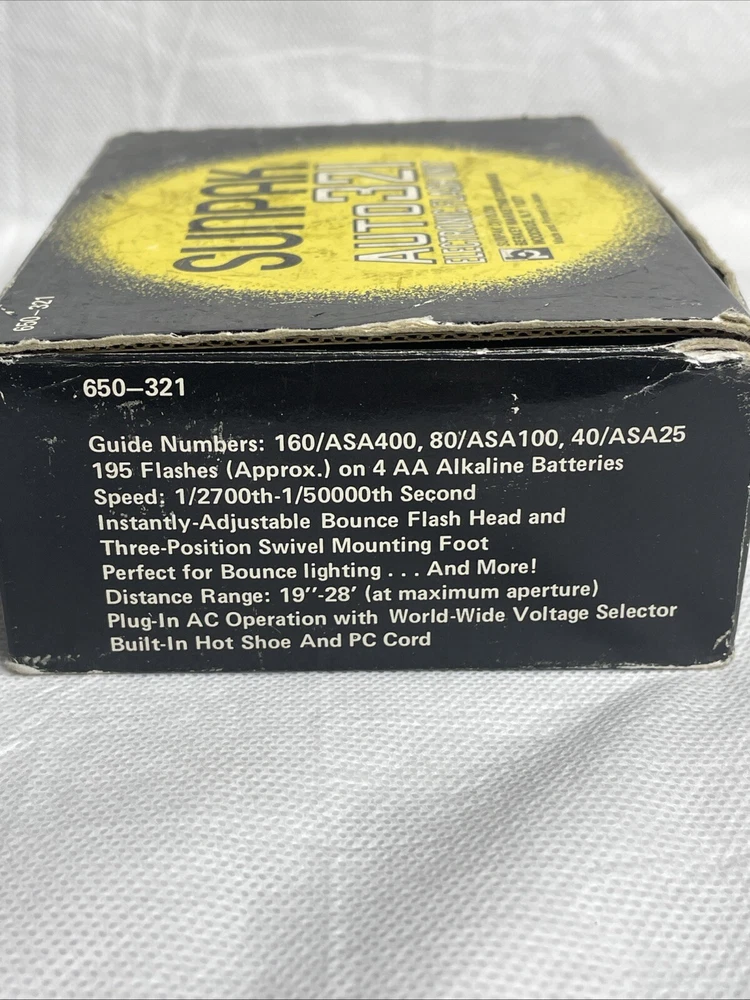 SUNPAK
AUTO 321
ELECTRONIC FLASH UNIT
650-321
650-321
Guide Numbers: 160/ASA400, 80/ASA100, 40/ASA25
195 Flashes (Approx.) on 4 AA Alkaline Batteries
Speed: 1/2700th-1/50000th Second
Instantly-Adjustable Bounce Flash Head and
Three-Position Swivel Mounting Foot
Perfect for Bounce lighting . . . And More!
Distance Range: 19''-28' (at maximum aperture)
Plug-In AC Operation with World-Wide Voltage Selector
Built-In Hot Shoe And PC Cord